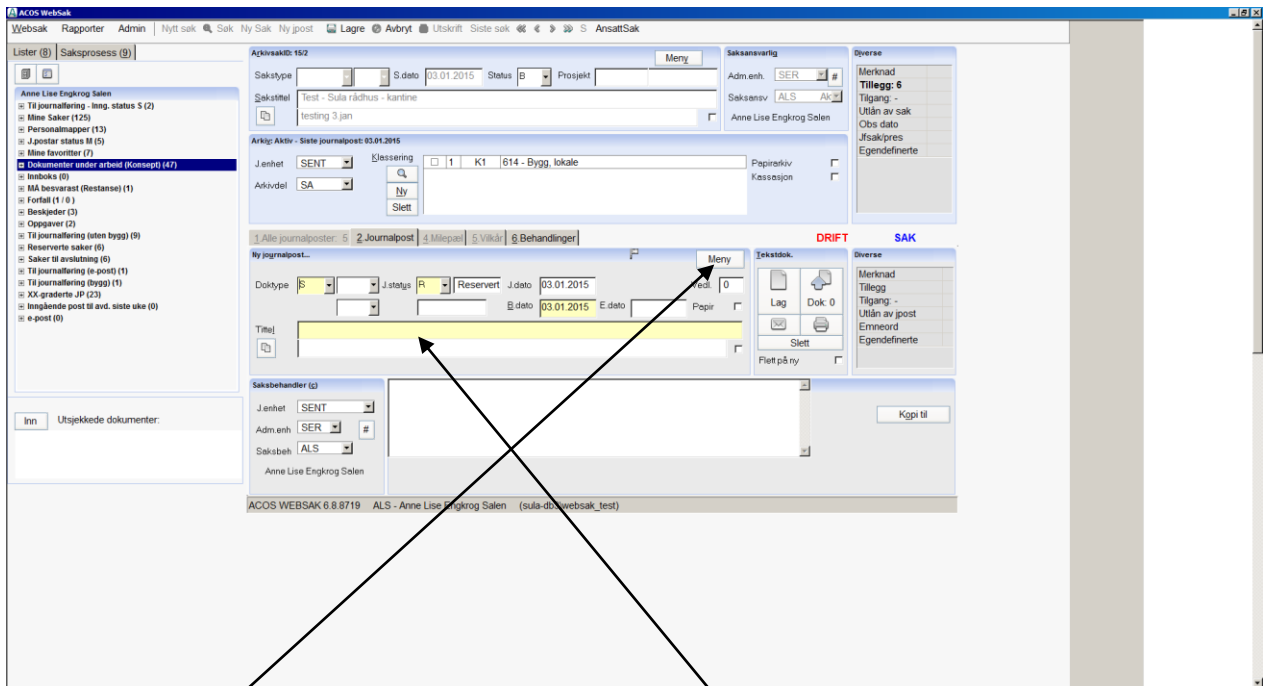 ACOS WebSak
Websak Rapporter Admin Nytt søk Søk Ny Sak Ny jpost Lagre Avbryt Utskrift Siste søk S AnsattSak
Lister (8) Saksprosess (9)
Anne Lise Engkrog Salen
Til journalføring - Inng. status S (2)
Mine Saker (125)
Personalmapper (13)
J.postar status M (5)
Mine favoritter (7)
Dokumenter under arbeid (Konsept) (47)
Innboks (0)
MÅ besvarast (Restanse) (1)
Forfall (1 / 0 )
Beskjeder (3)
Oppgaver (2)
Til journalføring (uten bygg) (9)
Reserverte saker (6)
Saker til avslutning (6)
Til journalføring (e-post) (1)
Til journalføring (bygg) (1)
XX-graderte JP (23)
Inngående post til avd. siste uke (0)
e-post (0)
Inn Utsjekkede dokumenter:
ArkivsakID: 15/2
Meny
Sakstype S.dato 03.01.2015 Status B Prosjekt
Sakstittel Test - Sula rådhus - kantine
testing 3.jan
Saksansvarlig
Adm.enh. SER #
Saksansv ALS Ak
Anne Lise Engkrog Salen
Diverse
Merknad
Tillegg: 6
Tilgang: -
Utlån av sak
Obs dato
Jfsak/pres
Egendefinerte
Arkiv: Aktiv - Siste journalpost: 03.01.2015
J.enhet SENT Klassering 1 K1 614 - Bygg, lokale Papirarkiv
Arkivdel SA Ny Kassasjon
Slett
1.Alle journalposter: 5 2.Journalpost 4.Milepæl 5.Vilkår 6.Behandlinger DRIFT SAK
Ny journalpost...
Meny
Doktype S J.status R Reservert J.dato 03.01.2015 Vedl. 0
B.dato 03.01.2015 E.dato Papir
Tittel
Tekstdok.
Lag Dok: 0
Slett
Flett på ny
Diverse
Merknad
Tillegg
Tilgang: -
Utlån av jpost
Emneord
Egendefinerte
Saksbehandler (c)
J.enhet SENT
Adm.enh SER #
Saksbeh ALS
Anne Lise Engkrog Salen
Kopi til
ACOS WEBSAK 6.8.8719 ALS - Anne Lise Engkrog Salen (sula-db3\websak_test)